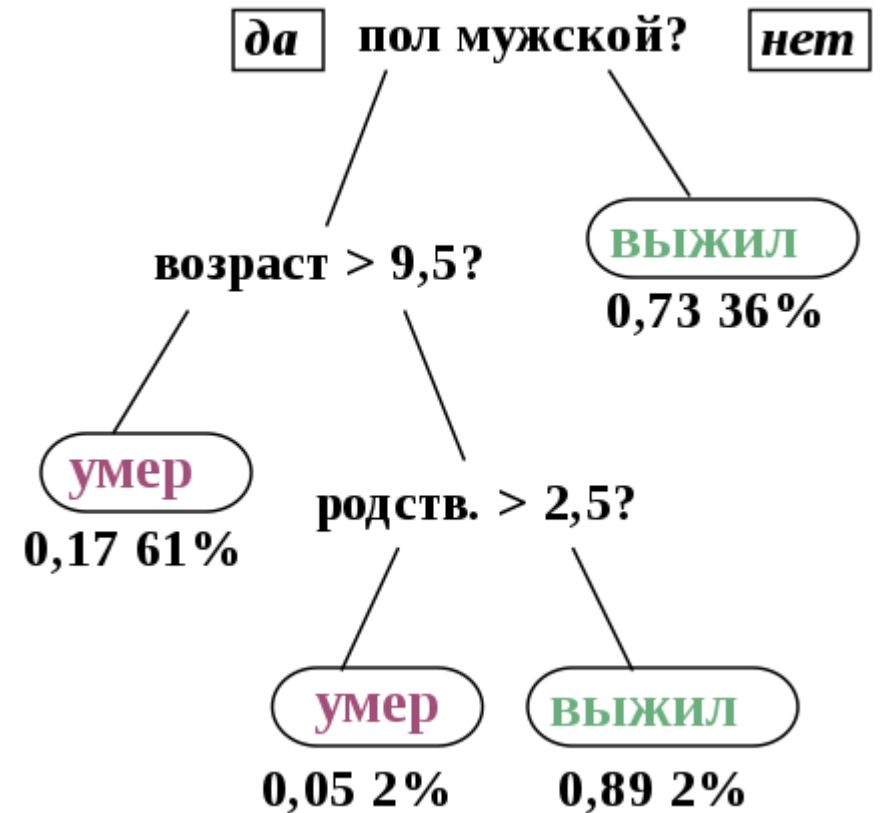 да пол мужской? нет
выжил
возраст > 9,5?
0,73 36%
умер
родств. > 2,5?
0,17 61%
умер выжил
0,05 2% 0,89 2%